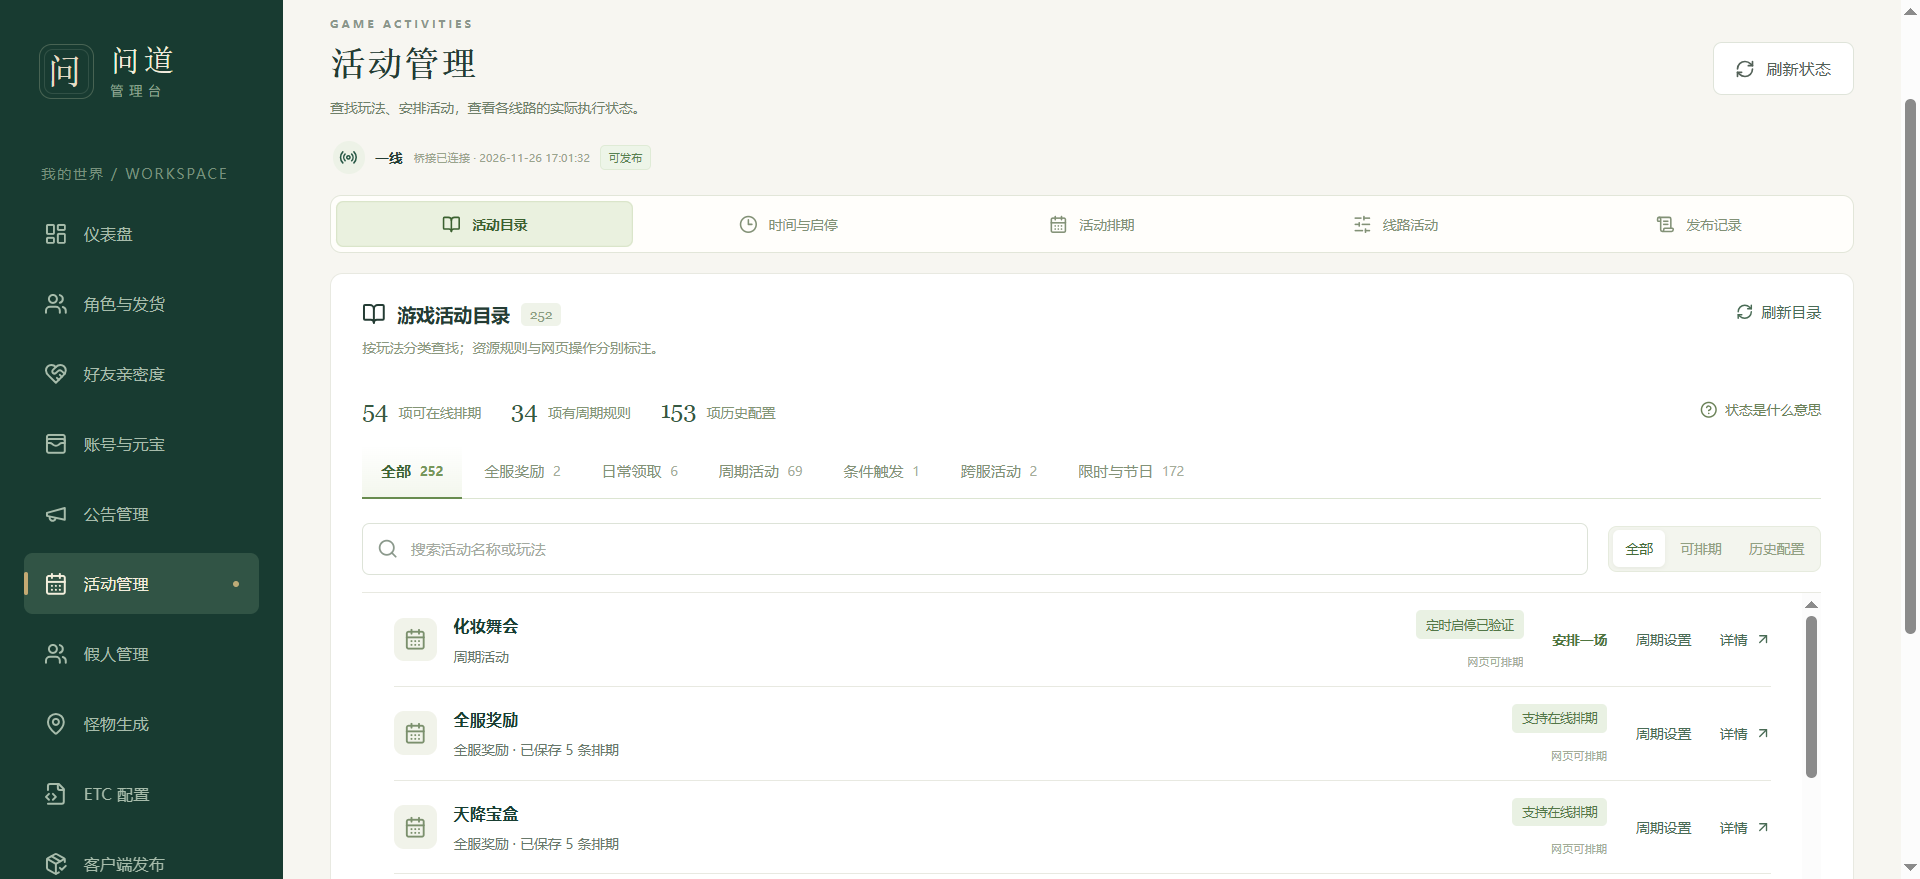 问
问道
管理台
我的世界 / WORKSPACE
仪表盘
角色与发货
好友亲密度
账号与元宝
公告管理
活动管理
假人管理
怪物生成
ETC 配置
客户端发布
GAME ACTIVITIES
活动管理
查找玩法、安排活动，查看各线路的实际执行状态。
刷新状态
一线 桥接已连接 · 2026-11-26 17:01:32 可发布
活动目录 时间与启停 活动排期 线路活动 发布记录
游戏活动目录 252
刷新目录
按玩法分类查找；资源规则与网页操作分别标注。
54 项可在线排期 34 项有周期规则 153 项历史配置
状态是什么意思
全部 252 全服奖励 2 日常领取 6 周期活动 69 条件触发 1 跨服活动 2 限时与节日 172
搜索活动名称或玩法
全部 可排期 历史配置
化妆舞会
周期活动
定时启停已验证
网页可排期
安排一场 周期设置 详情
全服奖励
全服奖励 · 已保存 5 条排期
支持在线排期
网页可排期
周期设置 详情
天降宝盒
全服奖励 · 已保存 5 条排期
支持在线排期
网页可排期
周期设置 详情